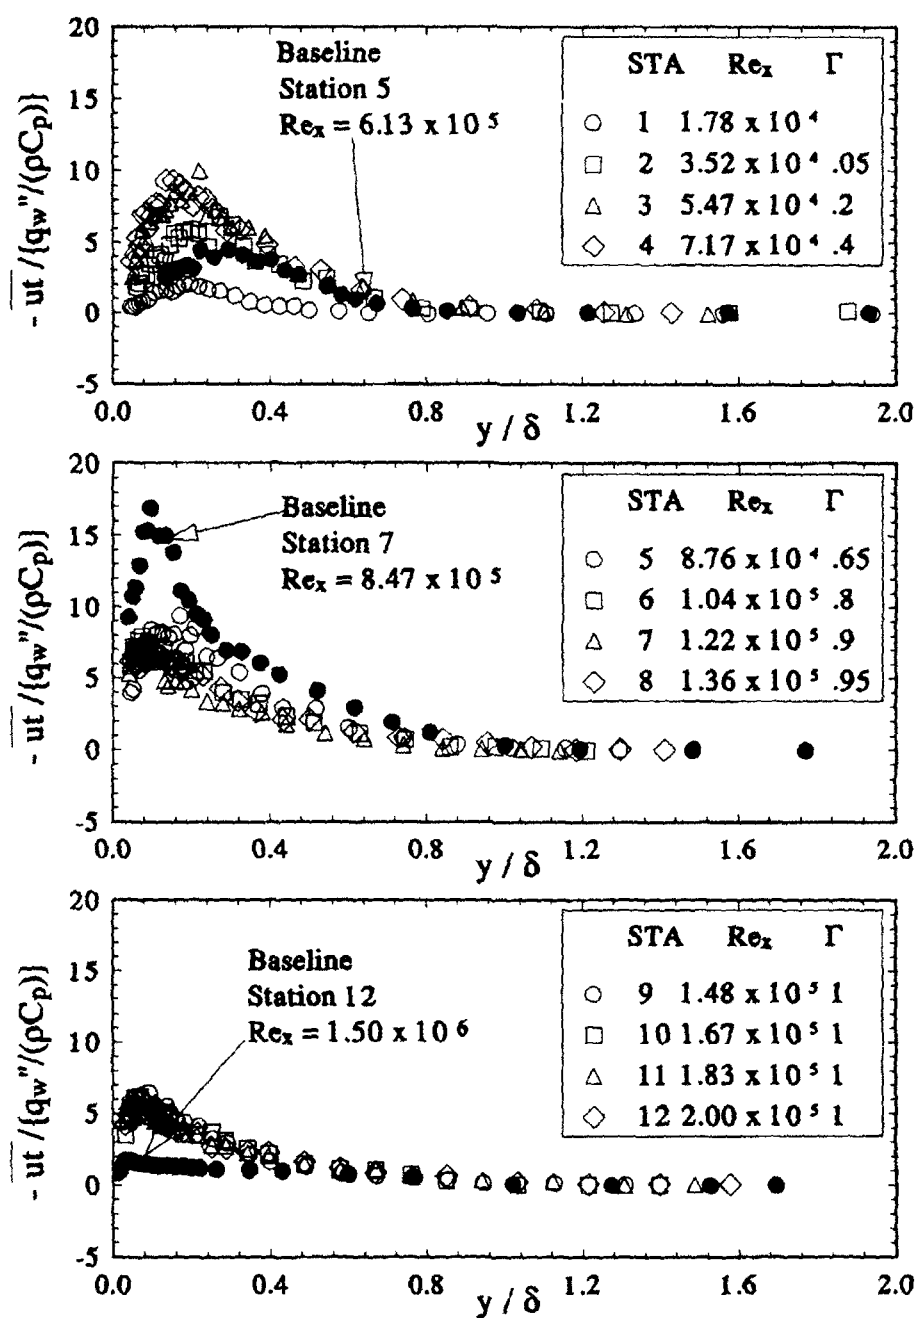 20
15
10
5
0
-5
- ut /{q_w"/(ρC_p)}
Baseline
Station 5
Re_x = 6.13 x 10^5
STA Re_x Γ
1 1.78 x 10^4
2 3.52 x 10^4 .05
3 5.47 x 10^4 .2
4 7.17 x 10^4 .4
0.0 0.4 0.8 1.2 1.6 2.0
y / δ
20
15
10
5
0
-5
- ut /{q_w"/(ρC_p)}
Baseline
Station 7
Re_x = 8.47 x 10^5
STA Re_x Γ
5 8.76 x 10^4 .65
6 1.04 x 10^5 .8
7 1.22 x 10^5 .9
8 1.36 x 10^5 .95
0.0 0.4 0.8 1.2 1.6 2.0
y / δ
20
15
10
5
0
-5
- ut /{q_w"/(ρC_p)}
Baseline
Station 12
Re_x = 1.50 x 10^6
STA Re_x Γ
9 1.48 x 10^5 1
10 1.67 x 10^5 1
11 1.83 x 10^5 1
12 2.00 x 10^5 1
0.0 0.4 0.8 1.2 1.6 2.0
y / δ